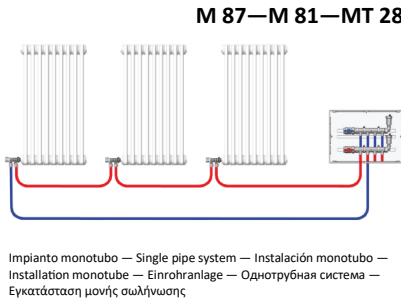 M 87—M 81—MT 28
Impianto monotubo — Single pipe system — Instalación monotubo —
Installation monotube — Einrohranlage — Однотрубная система —
Εγκατάσταση μονής σωλήνωσης